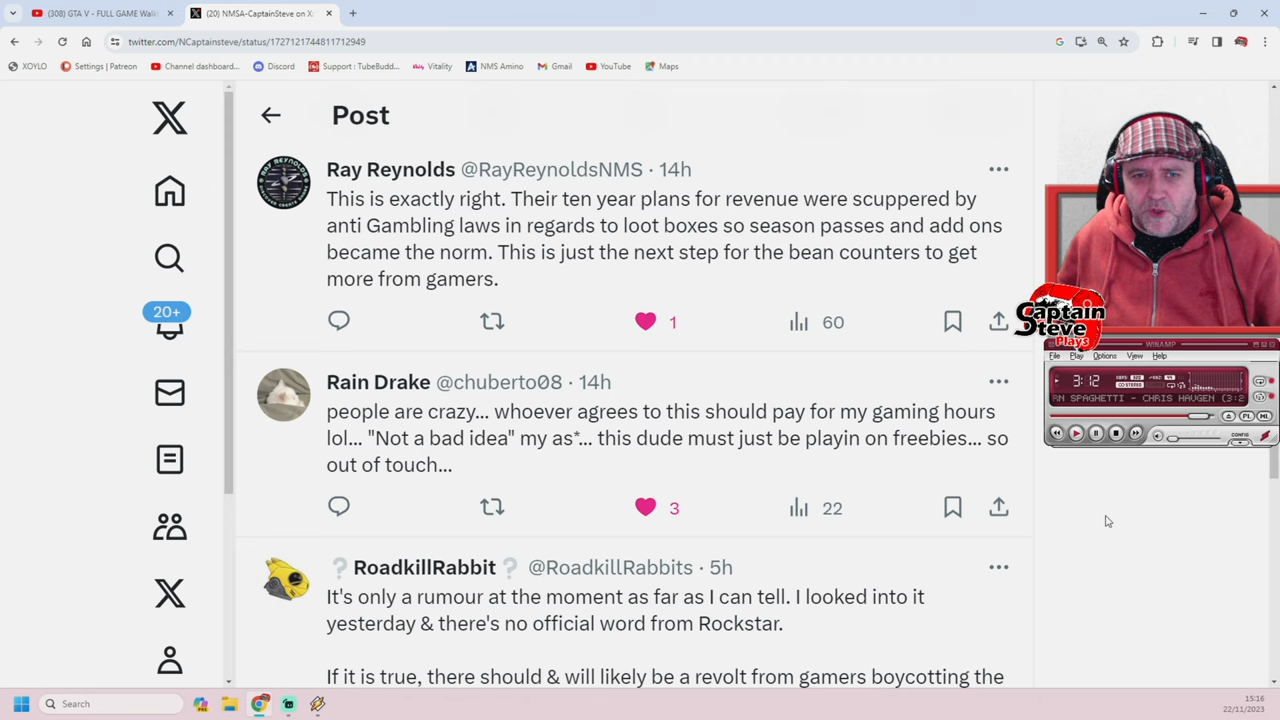 (308) GTA V - FULL GAME Walk
(20) NMSA-CaptainSteve on X:
twitter.com/NCaptainsteve/status/1727121744811712949
XOYLO
Settings | Patreon
Channel dashboard...
Discord
Support : TubeBudd...
Vitality
NMS Amino
Gmail
YouTube
Maps
Post
Ray Reynolds @RayReynoldsNMS · 14h
This is exactly right. Their ten year plans for revenue were scuppered by
anti Gambling laws in regards to loot boxes so season passes and add ons
became the norm. This is just the next step for the bean counters to get
more from gamers.
1
60
20+
Rain Drake @chuberto08 · 14h
people are crazy... whoever agrees to this should pay for my gaming hours
lol... "Not a bad idea" my as*... this dude must just be playin on freebies... so
out of touch...
3
22
❔ RoadkillRabbit ❔ @RoadkillRabbits · 5h
It's only a rumour at the moment as far as I can tell. I looked into it
yesterday & there's no official word from Rockstar.
If it is true, there should & will likely be a revolt from gamers boycotting the
Captain
Steve
Plays
WINAMP
File Play Options View Help
3:12
RN SPAGHETTI - CHRIS HAUGEN (3:2
PL
ML
CONFIG
Search
15:16
22/11/2023